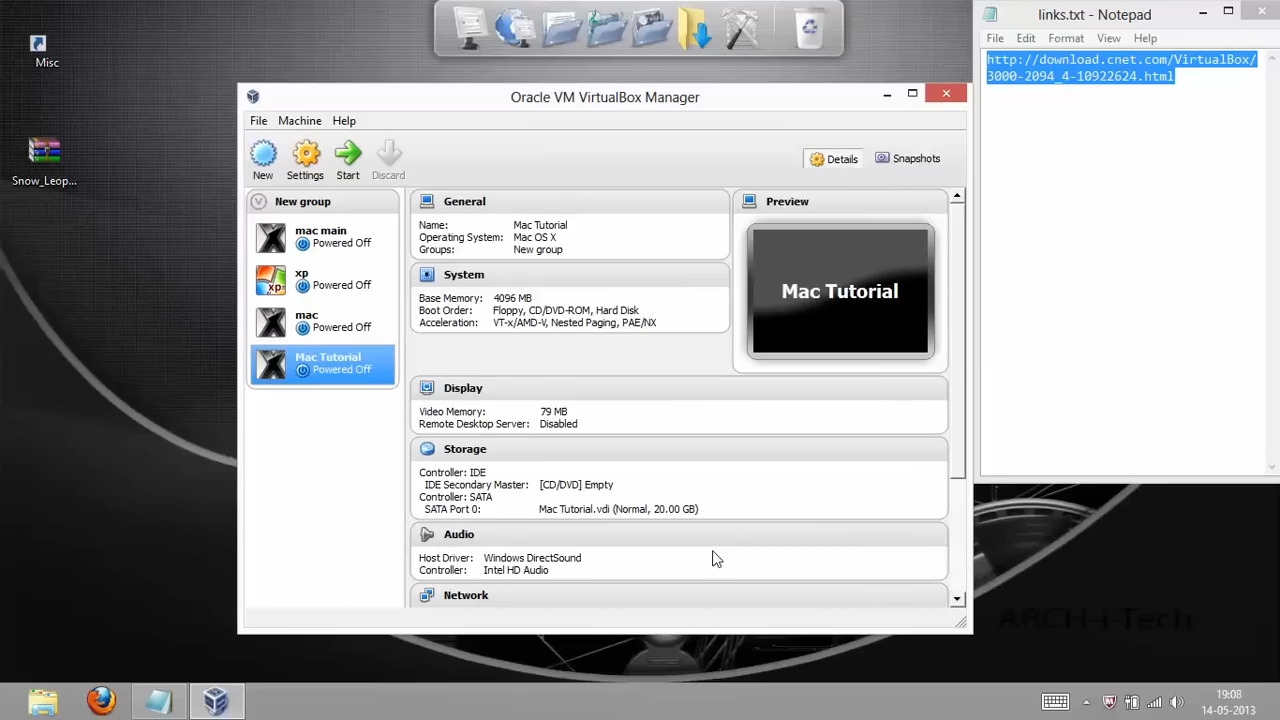 Misc
Snow_Leop...
links.txt - Notepad
File Edit Format View Help
http://download.cnet.com/VirtualBox/
3000-2094_4-10922624.html
Oracle VM VirtualBox Manager
File Machine Help
New Settings Start Discard
Details Snapshots
New group
mac main
Powered Off
xp
Powered Off
mac
Powered Off
Mac Tutorial
Powered Off
General
Name: Mac Tutorial
Operating System: Mac OS X
Groups: New group
System
Base Memory: 4096 MB
Boot Order: Floppy, CD/DVD-ROM, Hard Disk
Acceleration: VT-x/AMD-V, Nested Paging, PAE/NX
Preview
Mac Tutorial
Display
Video Memory: 79 MB
Remote Desktop Server: Disabled
Storage
Controller: IDE
IDE Secondary Master: [CD/DVD] Empty
Controller: SATA
SATA Port 0: Mac Tutorial.vdi (Normal, 20.00 GB)
Audio
Host Driver: Windows DirectSound
Controller: Intel HD Audio
Network
ARCH-i-Tech
19:08
14-05-2013